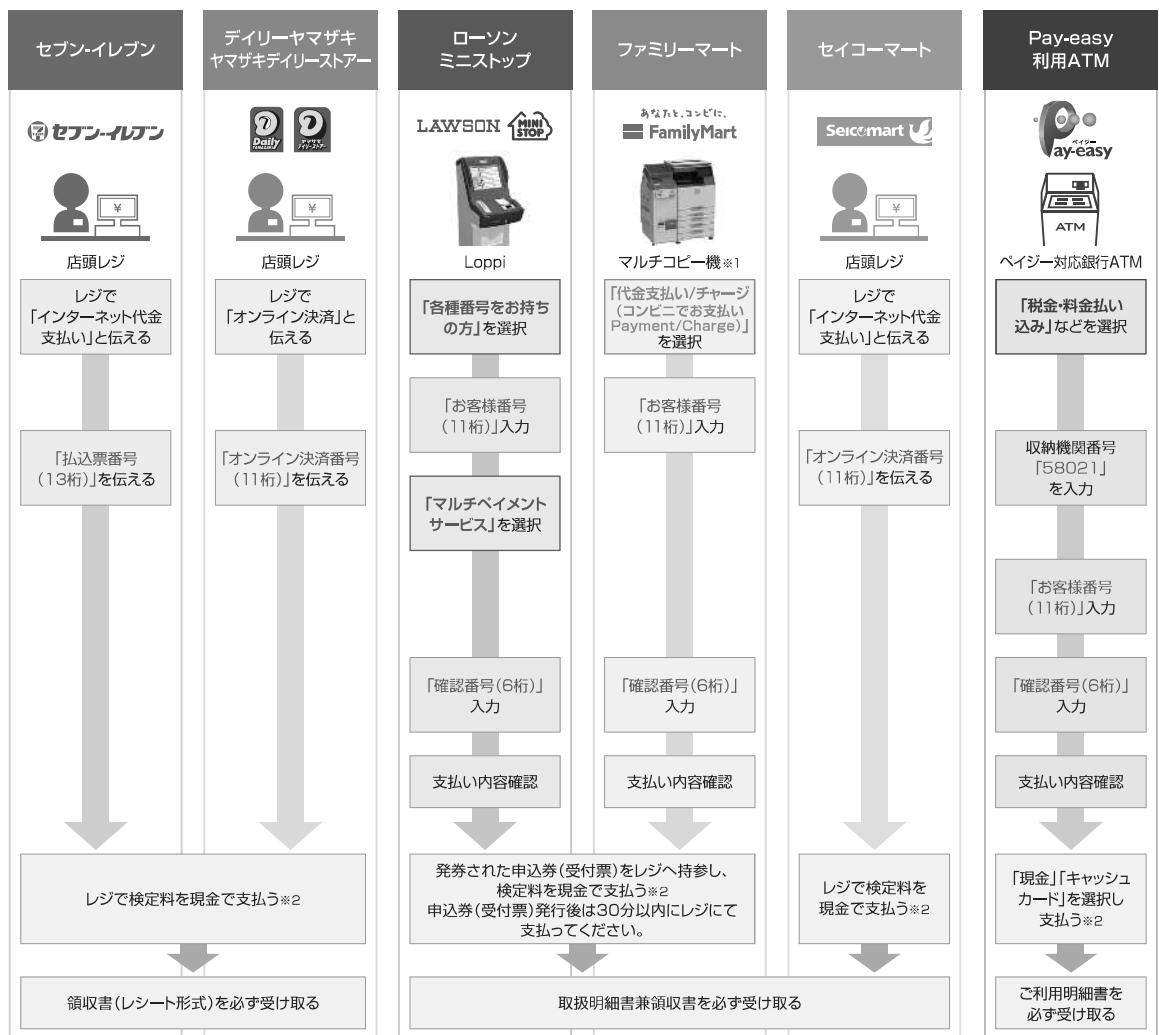 セブン-イレブン
デイリーヤマザキ
ヤマザキデイリーストアー
ローソン
ミニストップ
ファミリーマート
セイコーマート
Pay-easy
利用ATM
セブン-イレブン
Daily
YAMAZAKI
ヤマザキ
デイリーストアー
LAWSON
MINI
STOP
あなたと、コンビに、
FamilyMart
Seicomart
ペイジー
Pay-easy
¥
¥
¥
ATM
店頭レジ
店頭レジ
Loppi
マルチコピー機※1
店頭レジ
ペイジー対応銀行ATM
レジで
「インターネット代金
支払い」と伝える
レジで
「オンライン決済」と
伝える
「各種番号をお持ち
の方」を選択
「代金支払い/チャージ
(コンビニでお支払い
Payment/Charge)」
を選択
レジで
「インターネット代金
支払い」と伝える
「税金・料金払い
込み」などを選択
「お客様番号
(11桁)」入力
「お客様番号
(11桁)」入力
「払込票番号
(13桁)」を伝える
「オンライン決済番号
(11桁)」を伝える
「オンライン決済番号
(11桁)」を伝える
収納機関番号
「58021」
を入力
「マルチペイメント
サービス」を選択
「お客様番号
(11桁)」入力
「確認番号(6桁)」
入力
「確認番号(6桁)」
入力
「確認番号(6桁)」
入力
支払い内容確認
支払い内容確認
支払い内容確認
レジで検定料を現金で支払う※2
発券された申込券(受付票)をレジへ持参し、
検定料を現金で支払う※2
申込券(受付票)発行後は30分以内にレジにて
支払ってください。
レジで検定料を
現金で支払う※2
「現金」「キャッシュ
カード」を選択し
支払う※2
領収書(レシート形式)を必ず受け取る
取扱明細書兼領収書を必ず受け取る
ご利用明細書を
必ず受け取る